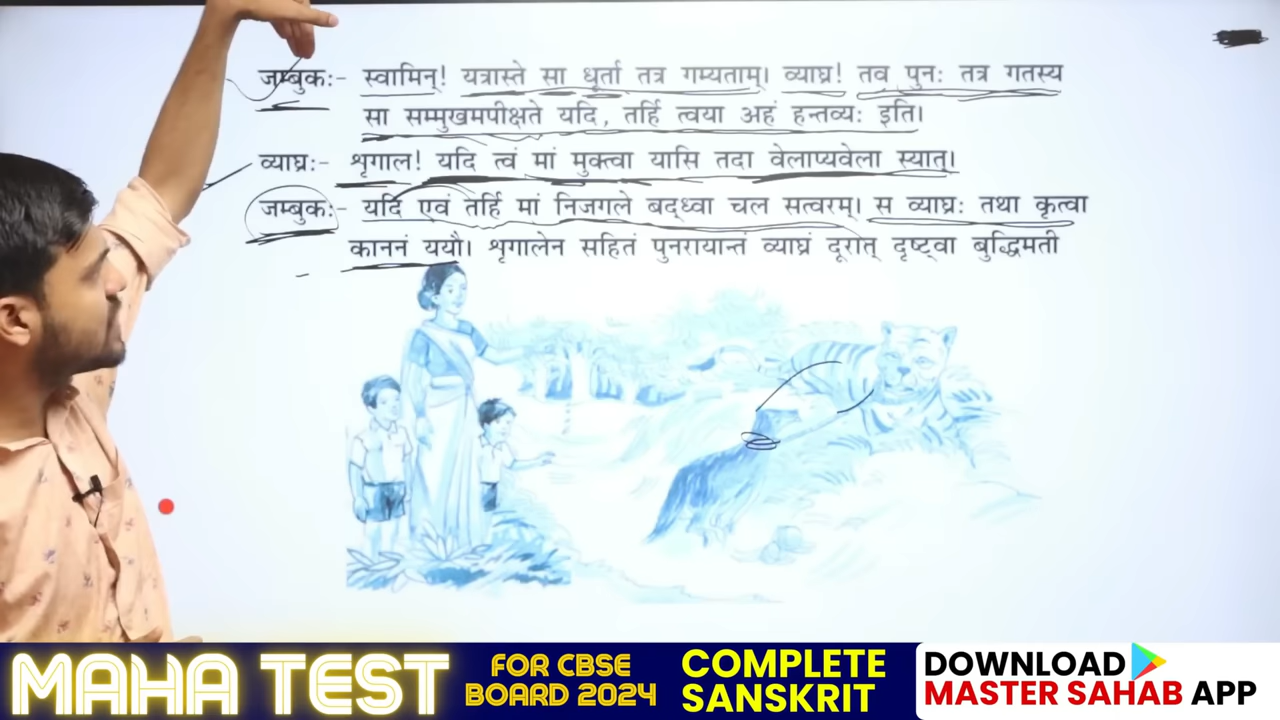 जम्बुकः- स्वामिन्! यत्रास्ते सा धूर्ता तत्र गम्यताम्। व्याघ्र! तव पुनः तत्र गतस्य
सा सम्मुखमपीक्षते यदि, तर्हि त्वया अहं हन्तव्यः इति।
व्याघ्रः- शृगाल! यदि त्वं मां मुक्त्वा यासि तदा वेलाप्यवेला स्यात्।
जम्बुकः- यदि एवं तर्हि मां निजगले बद्ध्वा चल सत्वरम्। स व्याघ्रः तथा कृत्वा
काननं ययौ। शृगालेन सहितं पुनरायान्तं व्याघ्रं दूरात् दृष्ट्वा बुद्धिमती
MAHA TEST
FOR CBSE
BOARD 2024
COMPLETE
SANSKRIT
DOWNLOAD
MASTER SAHAB APP